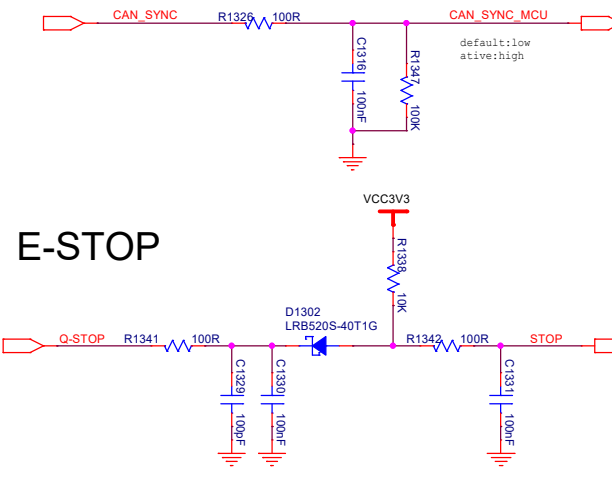 CAN_SYNC
R1326
100R
CAN_SYNC_MCU
default:low
ative:high
C1316
100nF
R1347
100K
VCC3V3
E-STOP
R1338
10K
D1302
LRB520S-40T1G
Q-STOP
R1341
100R
R1342
100R
STOP
C1329
100pF
C1330
100nF
C1331
100nF